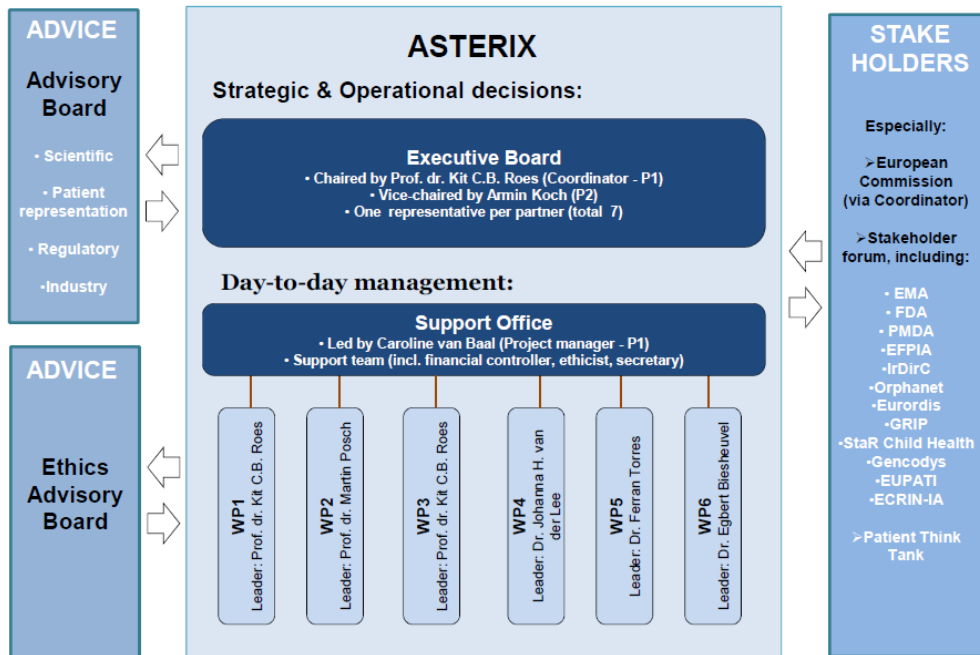 ADVICE
Advisory
Board
• Scientific
• Patient
representation
• Regulatory
•Industry
ADVICE
Ethics
Advisory
Board
ASTERIX
Strategic & Operational decisions:
Executive Board
• Chaired by Prof. dr. Kit C.B. Roes (Coordinator - P1)
• Vice-chaired by Armin Koch (P2)
• One representative per partner (total 7)
Day-to-day management:
Support Office
• Led by Caroline van Baal (Project manager - P1)
• Support team (incl. financial controller, ethicist, secretary)
WP1
Leader: Prof. dr. Kit C.B. Roes
WP2
Leader: Prof. dr. Martin Posch
WP3
Leader: Prof. dr. Kit C.B. Roes
WP4
Leader: Dr. Johanna H. van
der Lee
WP5
Leader: Dr. Ferran Torres
WP6
Leader: Dr. Egbert Biesheuvel
STAKE
HOLDERS
Especially:
➢European
Commission
(via Coordinator)
➢Stakeholder
forum, including:
• EMA
• FDA
• PMDA
•EFPIA
•IrDirC
•Orphanet
•Eurordis
• GRIP
•StaR Child Health
•Gencodys
•EUPATI
•ECRIN-IA
➢Patient Think
Tank